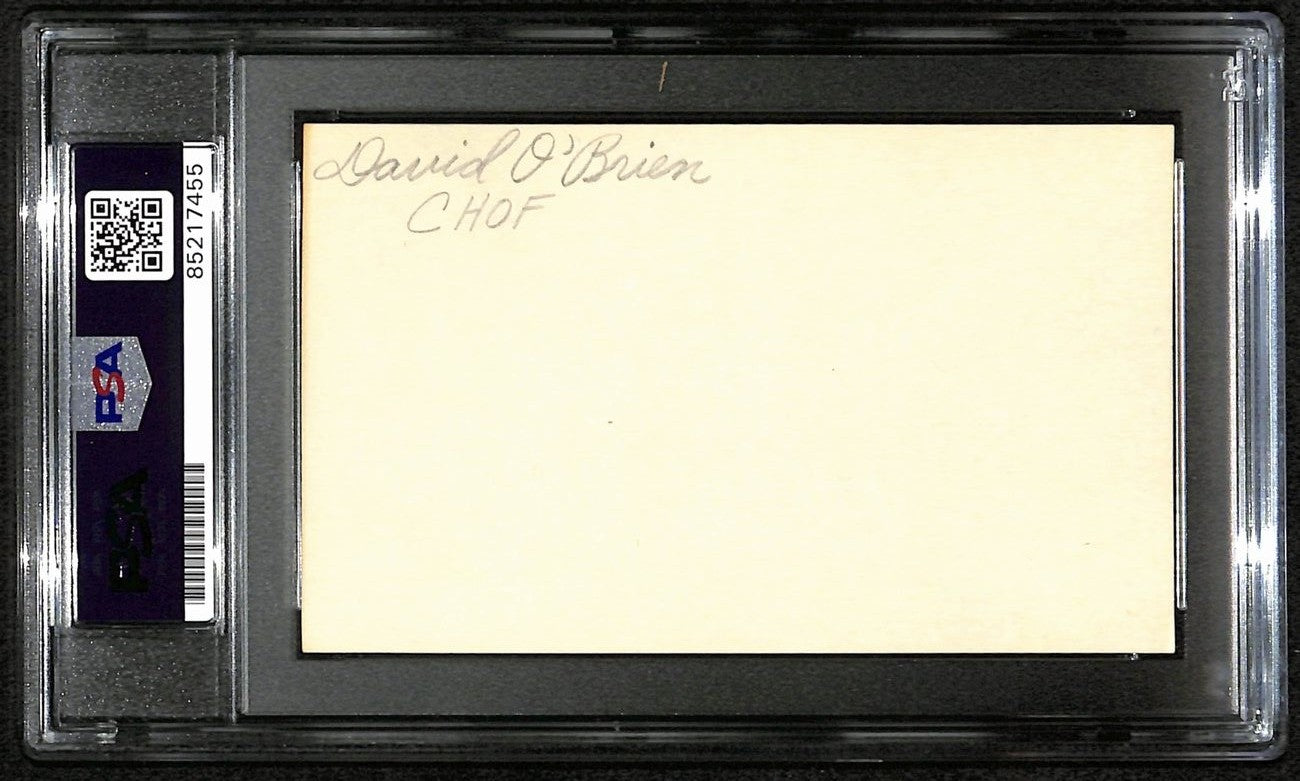 David O'Brien
CHOF
85217455
PSA
PSA